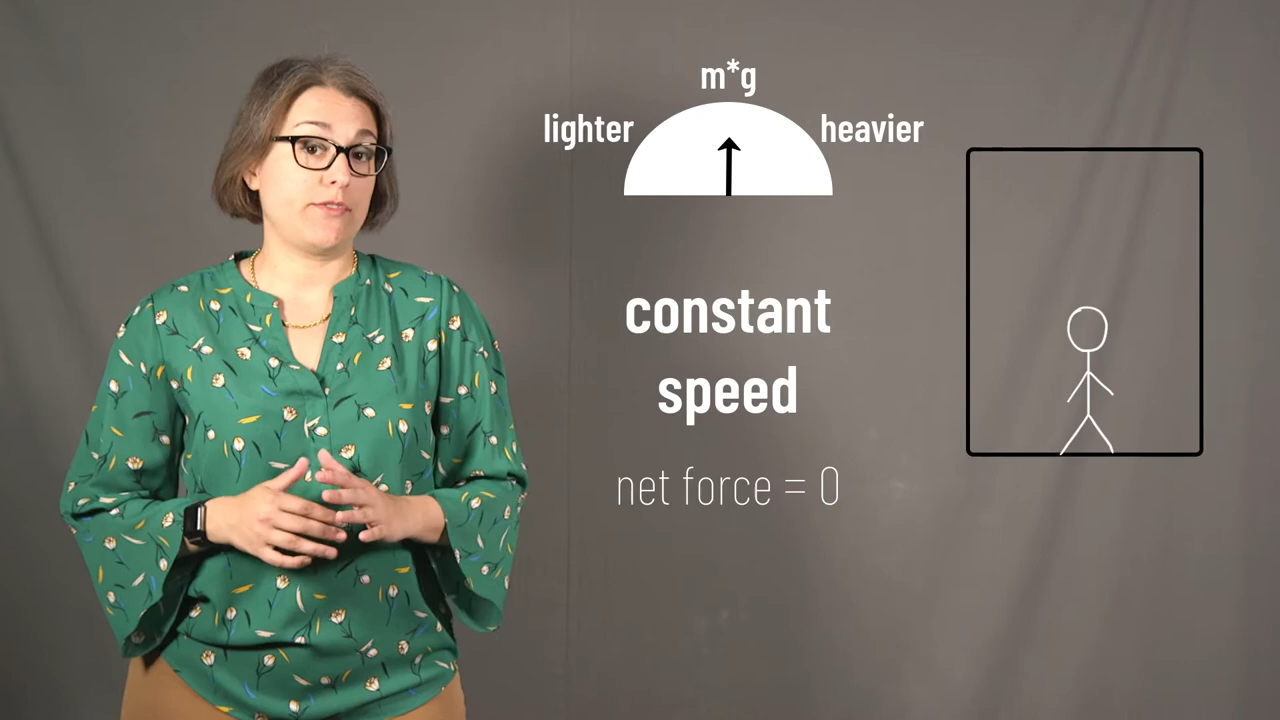 m*g
lighter
heavier
constant
speed
net force = 0